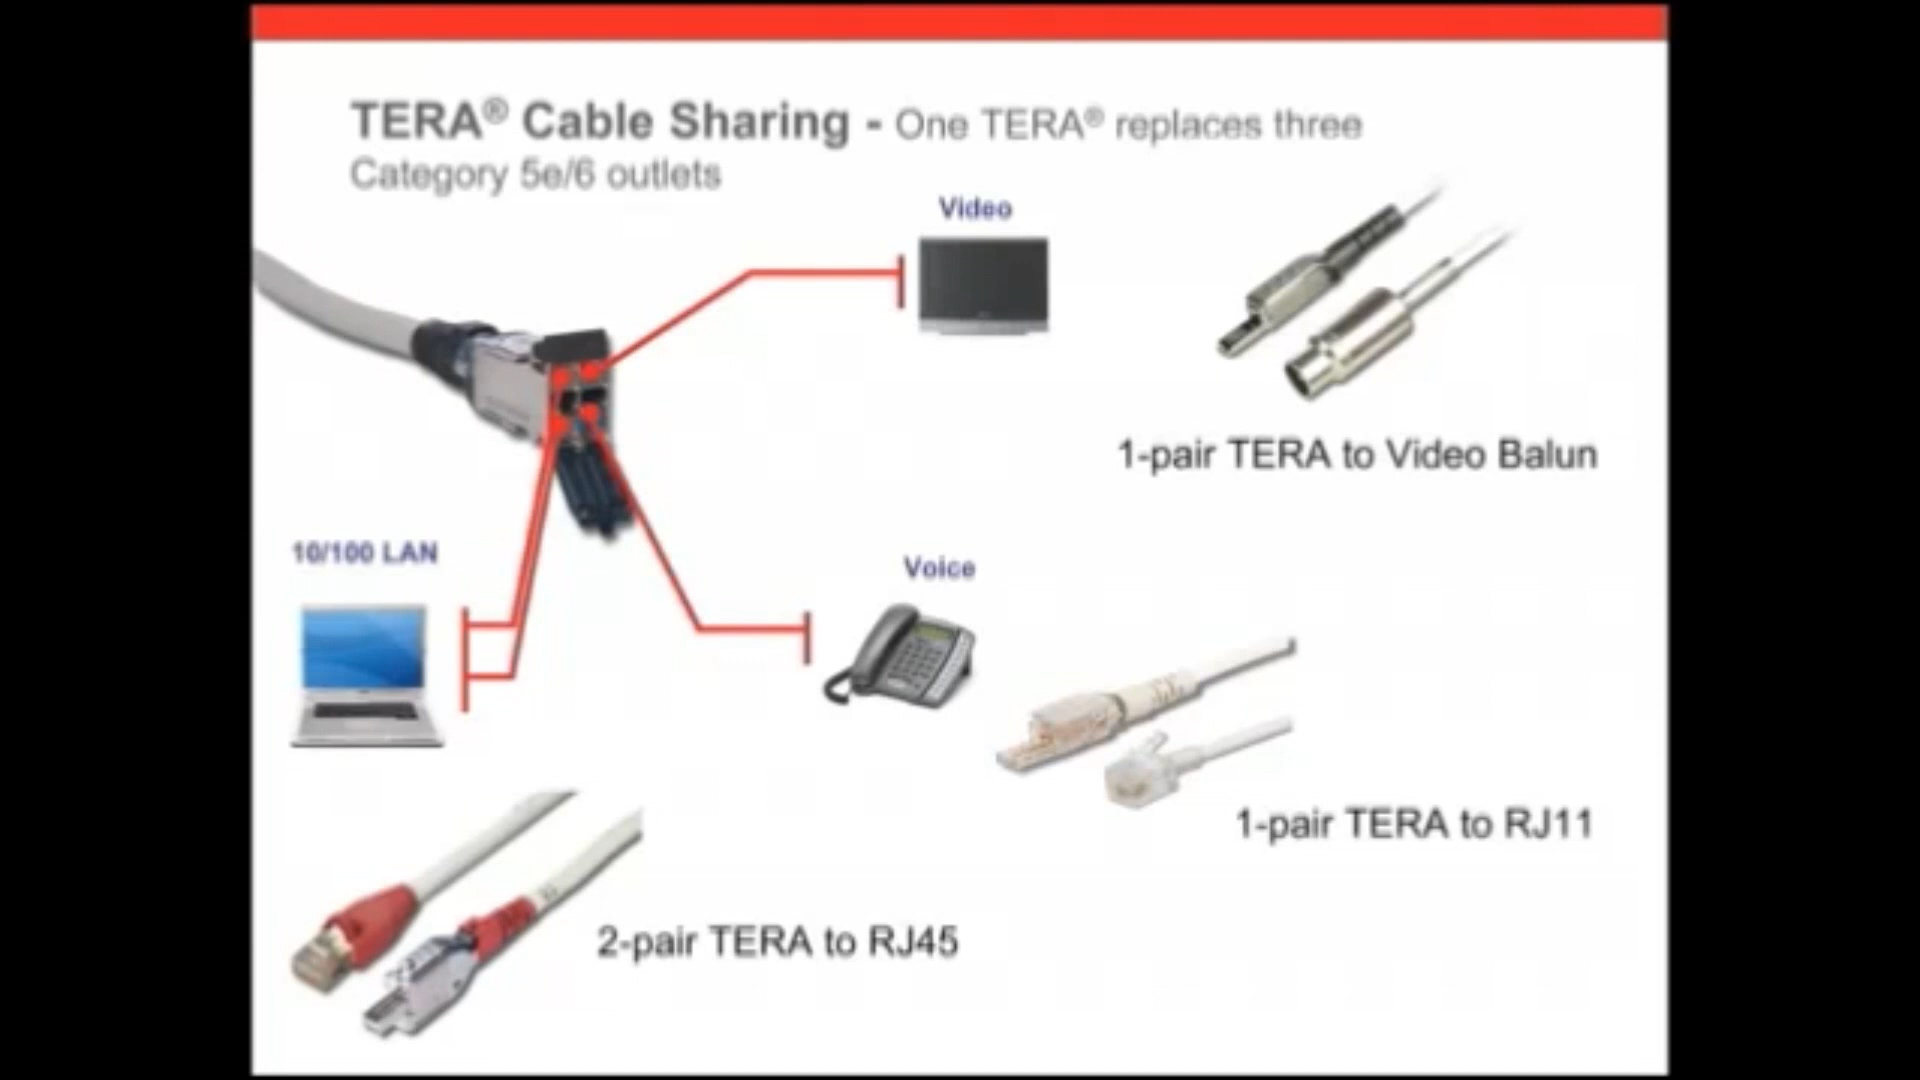 TERA® Cable Sharing - One TERA® replaces three
Category 5e/6 outlets
Video
1-pair TERA to Video Balun
10/100 LAN
Voice
1-pair TERA to RJ11
2-pair TERA to RJ45